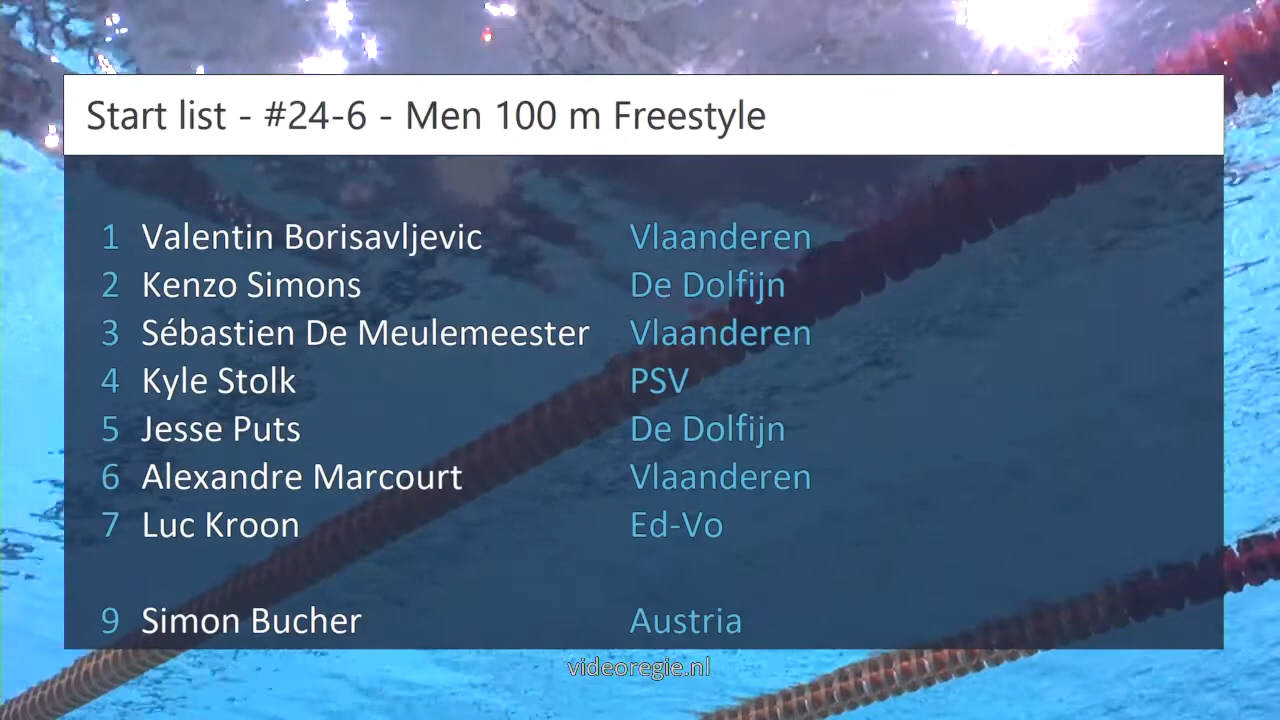 Start list - #24-6 - Men 100 m Freestyle
1 Valentin Borisavljevic Vlaanderen
2 Kenzo Simons De Dolfijn
3 Sébastien De Meulemeester Vlaanderen
4 Kyle Stolk PSV
5 Jesse Puts De Dolfijn
6 Alexandre Marcourt Vlaanderen
7 Luc Kroon Ed-Vo
9 Simon Bucher Austria
videoregie.nl